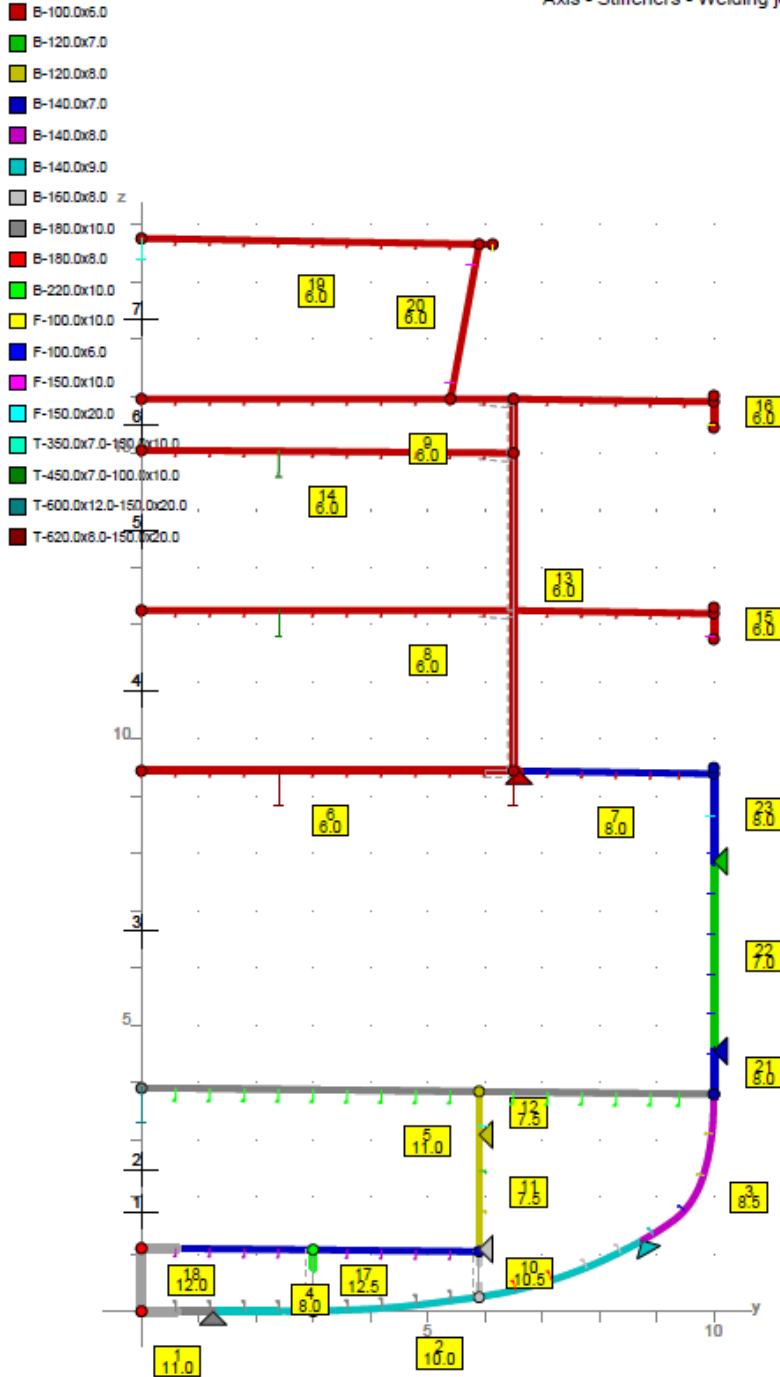 Axis - Stiffeners - Welding j
B-100.0x6.0
B-120.0x7.0
B-120.0x8.0
B-140.0x7.0
B-140.0x8.0
B-140.0x9.0
B-160.0x8.0
z
B-180.0x10.0
B-180.0x8.0
B-220.0x10.0
F-100.0x10.0
F-100.0x6.0
F-150.0x10.0
F-150.0x20.0
T-350.0x7.0-150.0x10.0
T-450.0x7.0-100.0x10.0
T-600.0x12.0-150.0x20.0
T-620.0x8.0-150.0x20.0
19
6.0
20
6.0
7
16
6.0
6
9
6.0
14
6.0
5
13
6.0
15
6.0
8
6.0
4
10
6
6.0
7
8.0
23
8.0
3
22
7.0
5
21
8.0
12
7.5
5
11.0
2
11
7.5
3
8.5
1
18
12.0
17
12.5
10
10.5
4
8.0
5
10
y
1
11.0
2
10.0